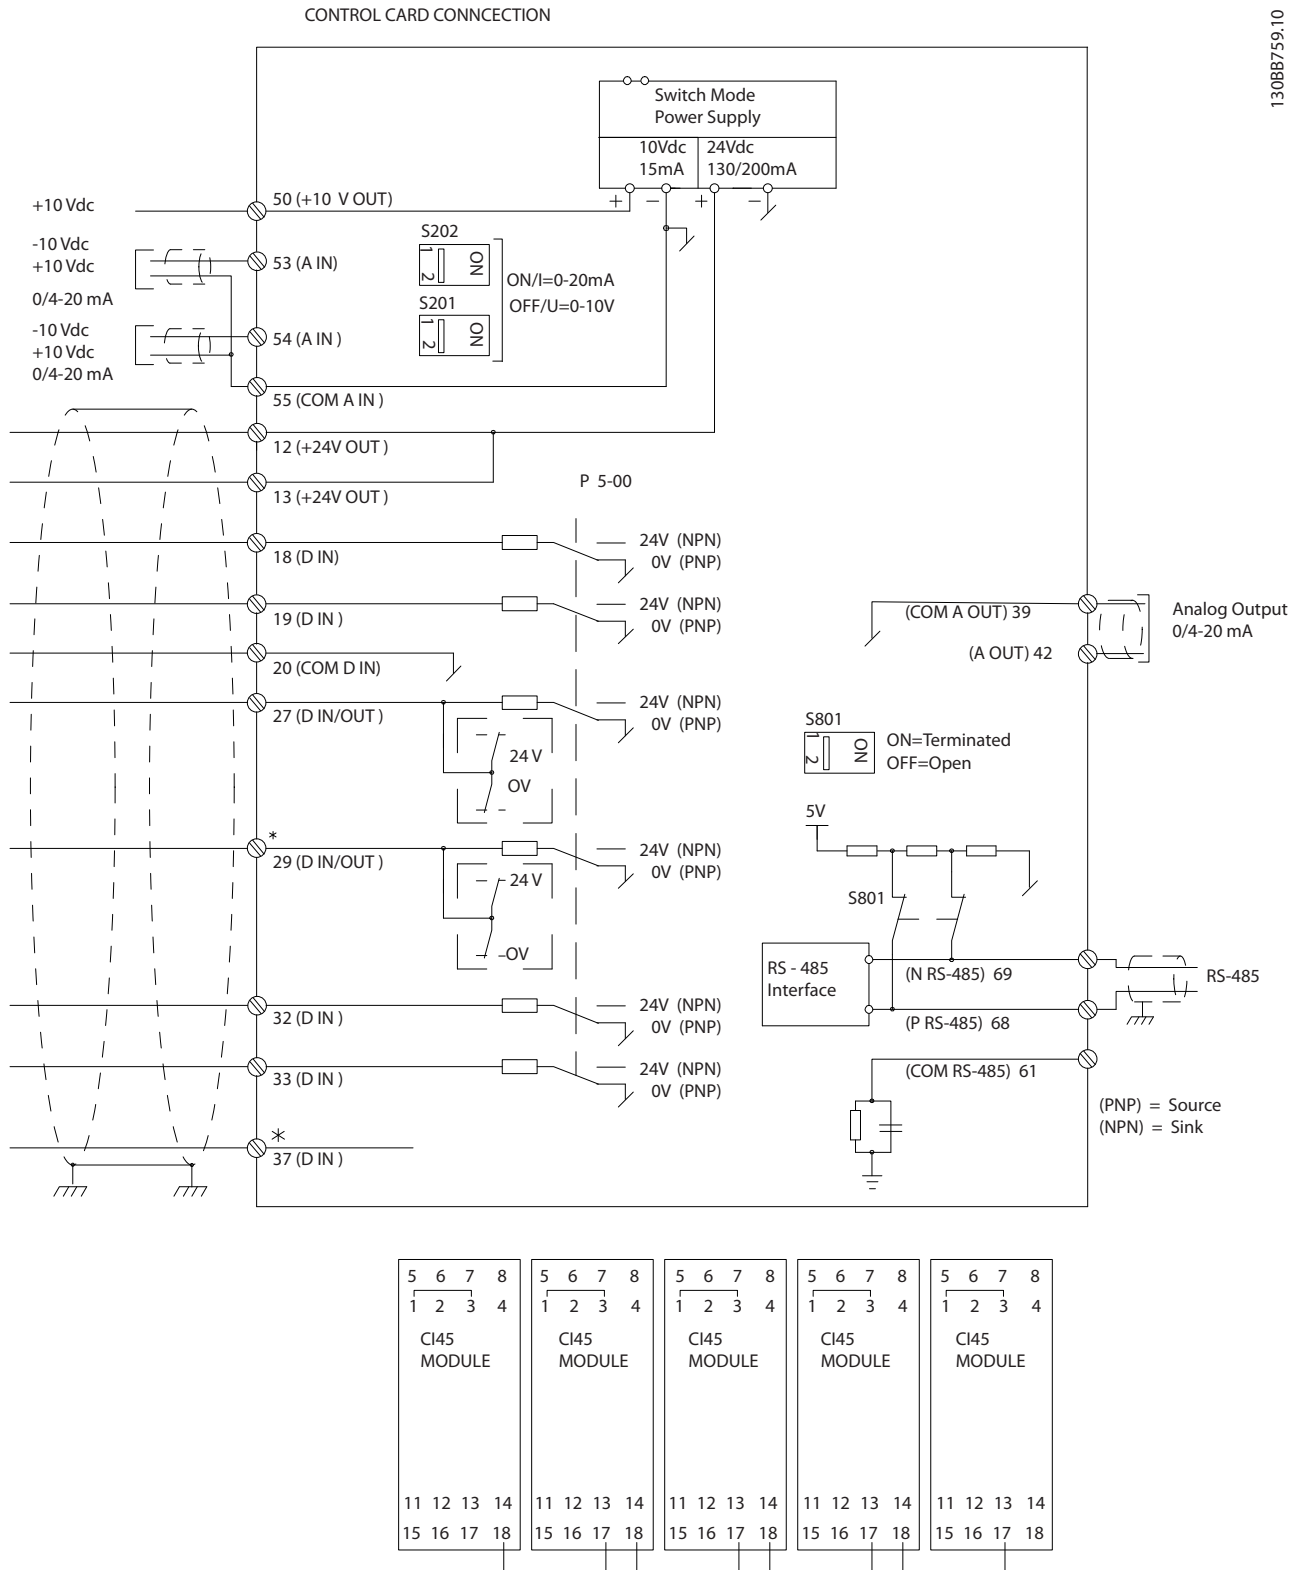 CONTROL CARD CONNCECTION
130BB759.10
Switch Mode
Power Supply
10Vdc
15mA
24Vdc
130/200mA
+ − + −
+10 Vdc
50 (+10 V OUT)
-10 Vdc
+10 Vdc
0/4-20 mA
53 (A IN)
S202
1 2 ON
ON/I=0-20mA
OFF/U=0-10V
S201
1 2 ON
-10 Vdc
+10 Vdc
0/4-20 mA
54 (A IN )
55 (COM A IN )
12 (+24V OUT )
13 (+24V OUT )
P 5-00
18 (D IN)
24V (NPN)
0V (PNP)
19 (D IN )
24V (NPN)
0V (PNP)
20 (COM D IN)
27 (D IN/OUT )
24V (NPN)
0V (PNP)
24 V
OV
*
29 (D IN/OUT )
24V (NPN)
0V (PNP)
24 V
OV
32 (D IN )
24V (NPN)
0V (PNP)
33 (D IN )
24V (NPN)
0V (PNP)
*
37 (D IN )
(COM A OUT) 39
(A OUT) 42
Analog Output
0/4-20 mA
S801
1 2 ON
ON=Terminated
OFF=Open
5V
S801
RS - 485
Interface
(N RS-485) 69
RS-485
(P RS-485) 68
(COM RS-485) 61
(PNP) = Source
(NPN) = Sink
5 6 7 8
1 2 3 4
CI45
MODULE
11 12 13 14
15 16 17 18
5 6 7 8
1 2 3 4
CI45
MODULE
11 12 13 14
15 16 17 18
5 6 7 8
1 2 3 4
CI45
MODULE
11 12 13 14
15 16 17 18
5 6 7 8
1 2 3 4
CI45
MODULE
11 12 13 14
15 16 17 18
5 6 7 8
1 2 3 4
CI45
MODULE
11 12 13 14
15 16 17 18